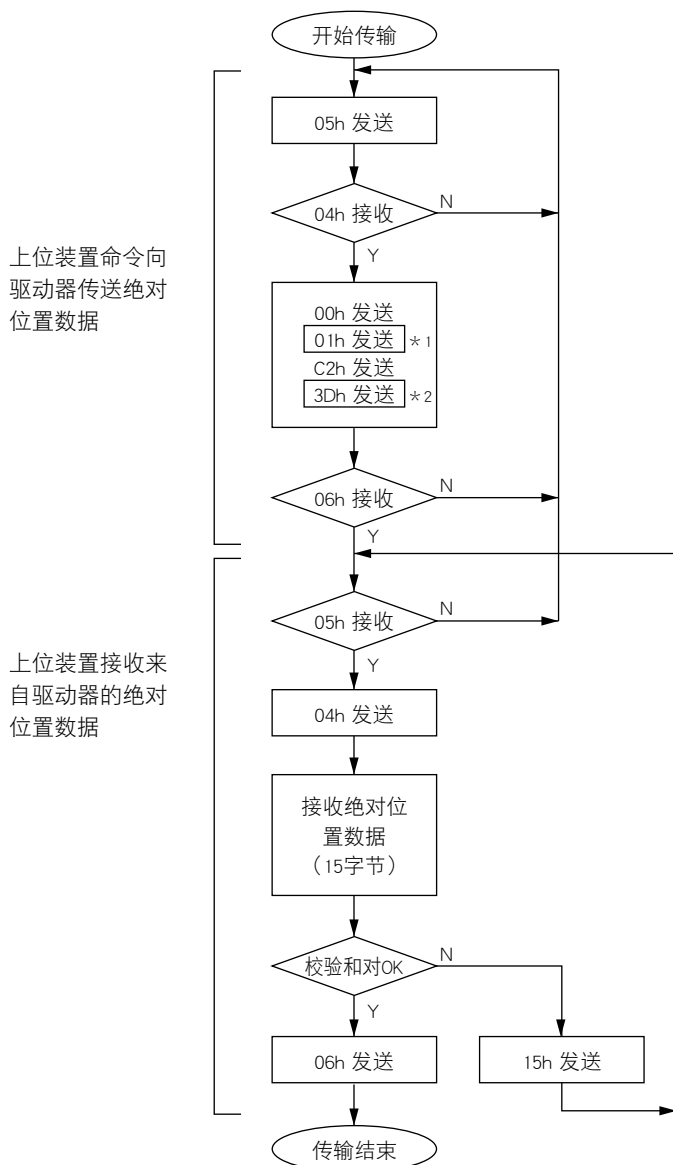 开始传输
05h 发送
04h 接收
N
Y
上位装置命令向
驱动器传送绝对
位置数据
00h 发送
01h 发送 *1
C2h 发送
3Dh 发送 *2
06h 接收
N
Y
05h 接收
N
Y
上位装置接收来
自驱动器的绝对
位置数据
04h 发送
接收绝对位
置数据
（15字节）
校验和对OK
N
Y
06h 发送
15h 发送
传输结束